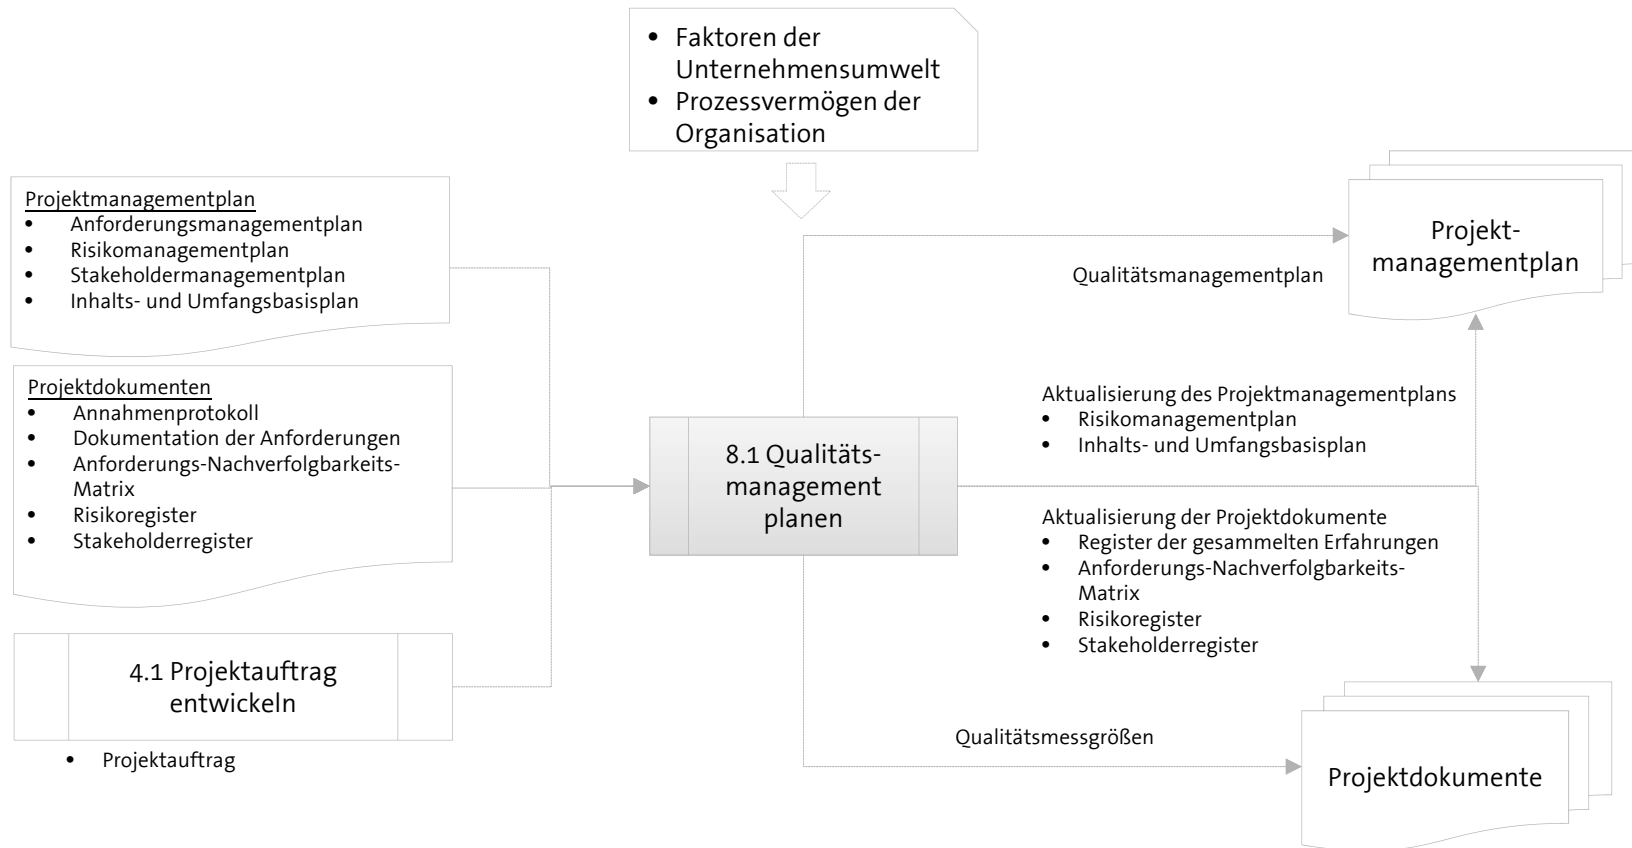 • Faktoren der
Unternehmensumwelt
• Prozessvermögen der
Organisation
Projektmanagementplan
• Anforderungsmanagementplan
• Risikomanagementplan
• Stakeholdermanagementplan
• Inhalts- und Umfangsbasisplan
Projektdokumenten
• Annahmenprotokoll
• Dokumentation der Anforderungen
• Anforderungs-Nachverfolgbarkeits-
Matrix
• Risikoregister
• Stakeholderregister
4.1 Projektauftrag
entwickeln
• Projektauftrag
8.1 Qualitäts-
management
planen
Qualitätsmanagementplan
Projekt-
managementplan
Aktualisierung des Projektmanagementplans
• Risikomanagementplan
• Inhalts- und Umfangsbasisplan
Aktualisierung der Projektdokumente
• Register der gesammelten Erfahrungen
• Anforderungs-Nachverfolgbarkeits-
Matrix
• Risikoregister
• Stakeholderregister
Qualitätsmessgrößen
Projektdokumente